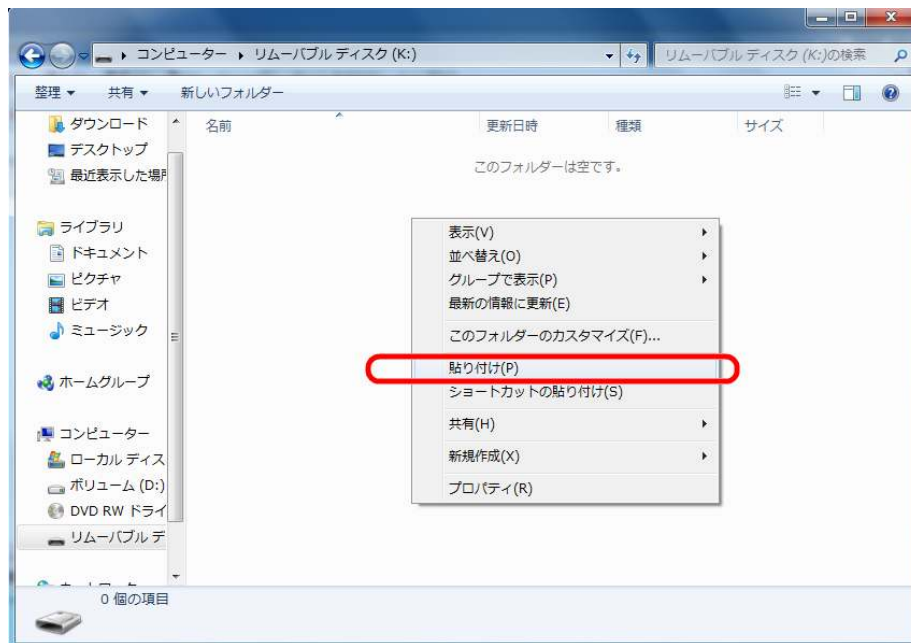 コンピューター ▸ リムーバブル ディスク (K:)
リムーバブル ディスク (K:)の検索
整理 ▼ 共有 ▼ 新しいフォルダー
ダウンロード
デスクトップ
最近表示した場所
ライブラリ
ドキュメント
ピクチャ
ビデオ
ミュージック
ホームグループ
コンピューター
ローカル ディス
ボリューム (D:)
DVD RW ドライ
リムーバブル デ
名前 更新日時 種類 サイズ
このフォルダーは空です。
表示(V)
並べ替え(O)
グループで表示(P)
最新の情報に更新(E)
このフォルダーのカスタマイズ(F)...
貼り付け(P)
ショートカットの貼り付け(S)
共有(H)
新規作成(X)
プロパティ(R)
0 個の項目